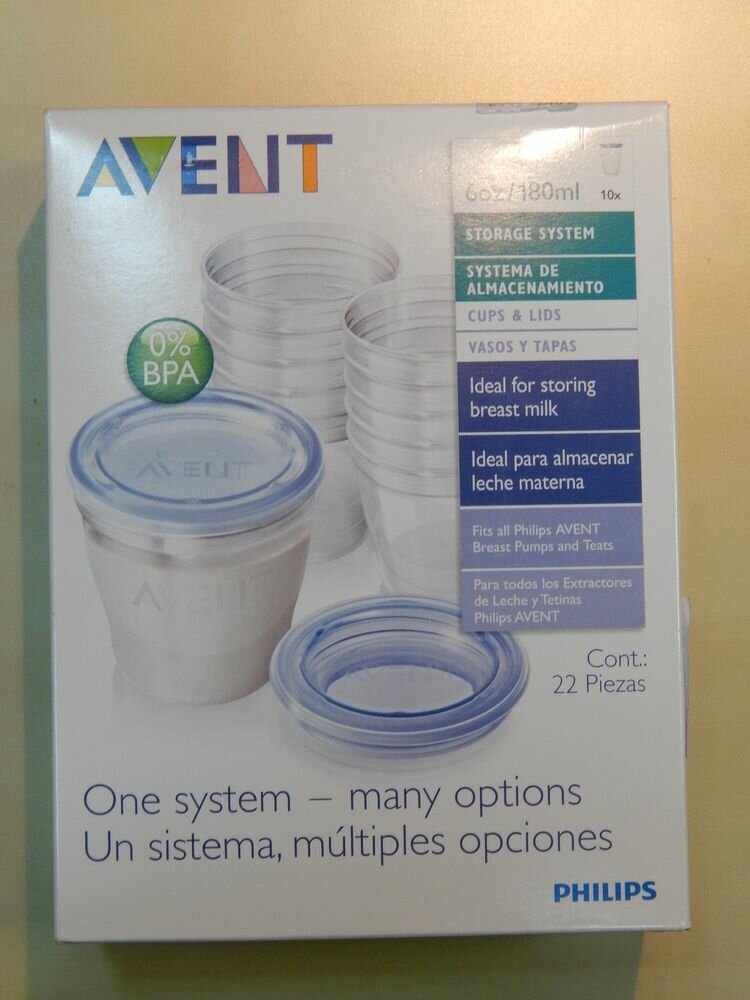 AVENT
6oz/180ml
10x
STORAGE SYSTEM
SYSTEMA DE
ALMACENAMIENTO
CUPS & LIDS
VASOS Y TAPAS
0%
BPA
Ideal for storing
breast milk
Ideal para almacenar
leche materna
AVENT
Fits all Philips AVENT
Breast Pumps and Teats
AVENT
Para todos los Extractores
de Leche y Tetinas
Philips AVENT
Cont.:
22 Piezas
One system – many options
Un sistema, múltiples opciones
PHILIPS